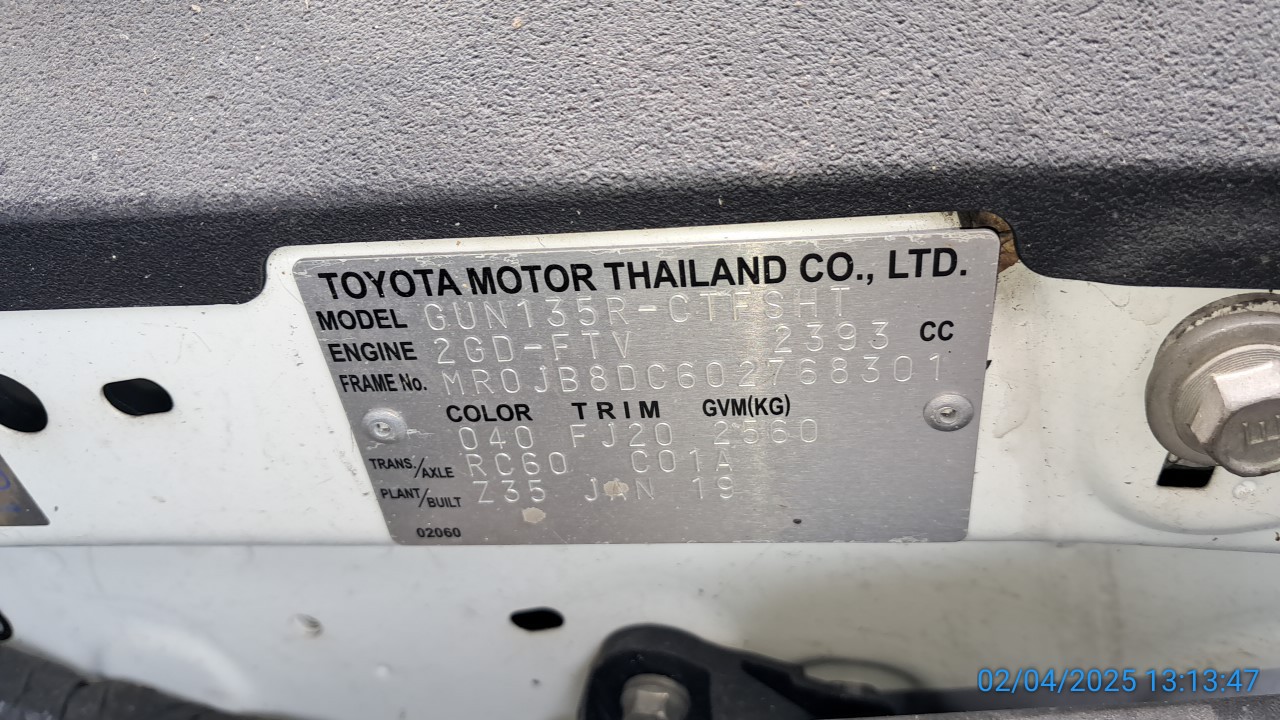 TOYOTA MOTOR THAILAND CO., LTD.
MODEL GUN135R-CTFSHT
ENGINE 2GD-FTV 2393 CC
FRAME No. MR0JB8DC602768301
COLOR TRIM GVM(KG)
040 FJ20 2560
TRANS./AXLE RC60 C01A
PLANT/BUILT Z35 JAN 19
02060
02/04/2025 13:13:47